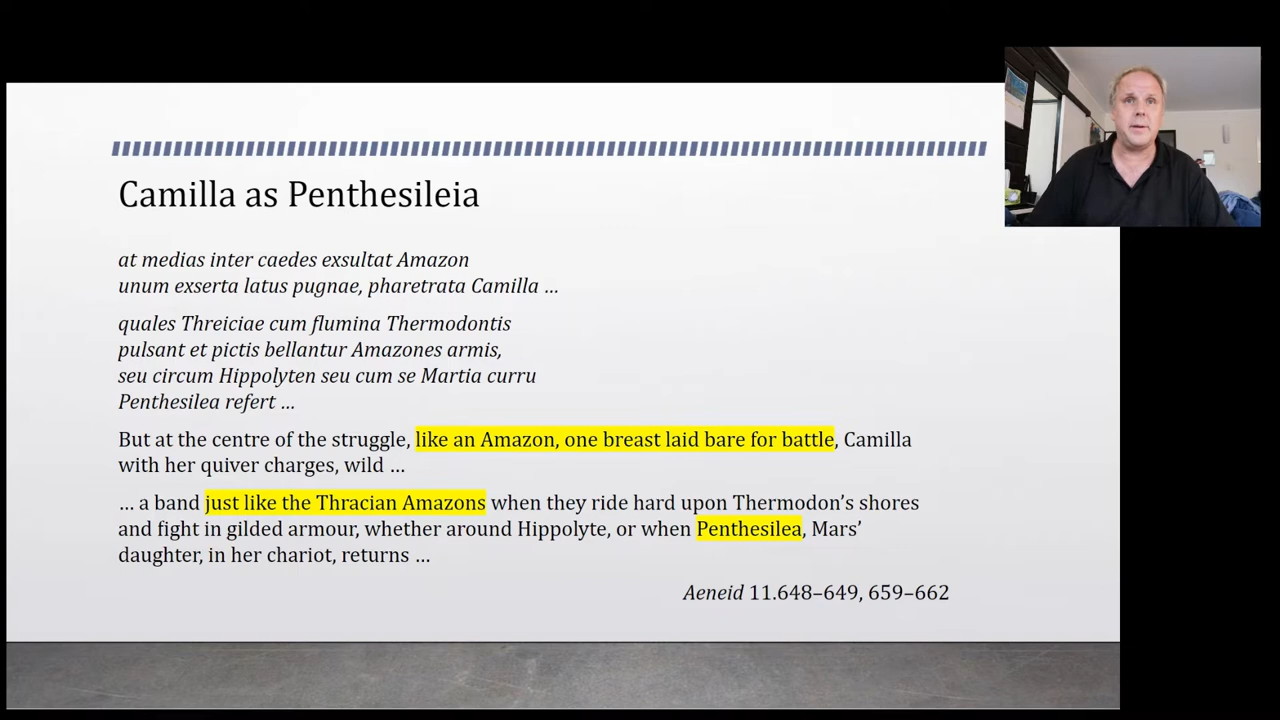 Camilla as Penthesileia
at medias inter caedes exsultat Amazon
unum exserta latus pugnae, pharetrata Camilla …
quales Threiciae cum flumina Thermodontis
pulsant et pictis bellantur Amazones armis,
seu circum Hippolyten seu cum se Martia curru
Penthesilea refert …
But at the centre of the struggle, like an Amazon, one breast laid bare for battle, Camilla
with her quiver charges, wild …
… a band just like the Thracian Amazons when they ride hard upon Thermodon’s shores
and fight in gilded armour, whether around Hippolyte, or when Penthesilea, Mars’
daughter, in her chariot, returns …
Aeneid 11.648–649, 659–662